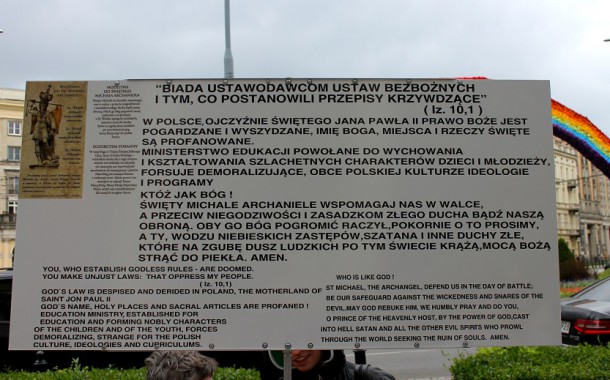 "BIADA USTAWODAWCOM USTAW BEZBOŻNYCH
I TYM, CO POSTANOWILI PRZEPISY KRZYWDZĄCE"
( Iz. 10,1 )
W POLSCE,OJCZYŹNIE ŚWIĘTEGO JANA PAWŁA II PRAWO BOŻE JEST
POGARDZANE I WYSZYDZANE, IMIĘ BOGA, MIEJSCA I RZECZY ŚWIĘTE
SĄ PROFANOWANE.
MINISTERSTWO EDUKACJI POWOŁANE DO WYCHOWANIA
I KSZTAŁTOWANIA SZLACHETNYCH CHARAKTERÓW DZIECI I MŁODZIEŻY,
FORSUJE DEMORALIZUJĄCE, OBCE POLSKIEJ KULTURZE IDEOLOGIE
I PROGRAMY
KTÓŻ JAK BÓG !
ŚWIĘTY MICHALE ARCHANIELE WSPOMAGAJ NAS W WALCE,
A PRZECIW NIEGODZIWOŚCI I ZASADZKOM ZŁEGO DUCHA BĄDŹ NASZĄ
OBRONĄ. OBY GO BÓG POGROMIĆ RACZYŁ,POKORNIE O TO PROSIMY,
A TY, WODZU NIEBIESKICH ZASTĘPÓW,SZATANA I INNE DUCHY ZŁE,
KTÓRE NA ZGUBĘ DUSZ LUDZKICH PO TYM ŚWIECIE KRĄŻĄ,MOCĄ BOŻĄ
STRĄĆ DO PIEKŁA. AMEN.
YOU, WHO ESTABLISH GODLESS RULES - ARE DOOMED.
YOU MAKE UNJUST LAWS: THAT OPPRESS MY PEOPLE.
( Iz. 10,1)
GOD`S LAW IS DESPISED AND DERIDED IN POLAND, THE MOTHERLAND OF
SAINT JON PAUL II
GOD`S NAME, HOLY PLACES AND SACRAL ARTICLES ARE PROFANED !
EDUCATION MINISTRY,ESTABLISHED FOR
EDUCATION AND FORMING NOBLY CHARACTERS
OF THE CHILDREN AND OF THE YOUTH, FORCES
DEMORALIZING, STRANGE FOR THE POLISH
CULTURE, IDEOLOGIES AND CURRICULUMS.
WHO IS LIKE GOD !
ST MICHAEL, THE ARCHANGEL, DEFEND US IN THE DAY OF BATTLE;
BE OUR SAFEGUARD AGAINST THE WICKEDNESS AND SNARES OF THE
DEVIL.MAY GOD REBUKE HIM, WE HUMBLY PRAY AND DO YOU,
O PRINCE OF THE HEAVENLY HOST, BY THE POWER OF GOD,CAST
INTO HELL SATAN AND ALL THE OTHER EVIL SPIRITS WHO PROWL
THROUGH THE WORLD SEEKING THE RUIN OF SOULS. AMEN.